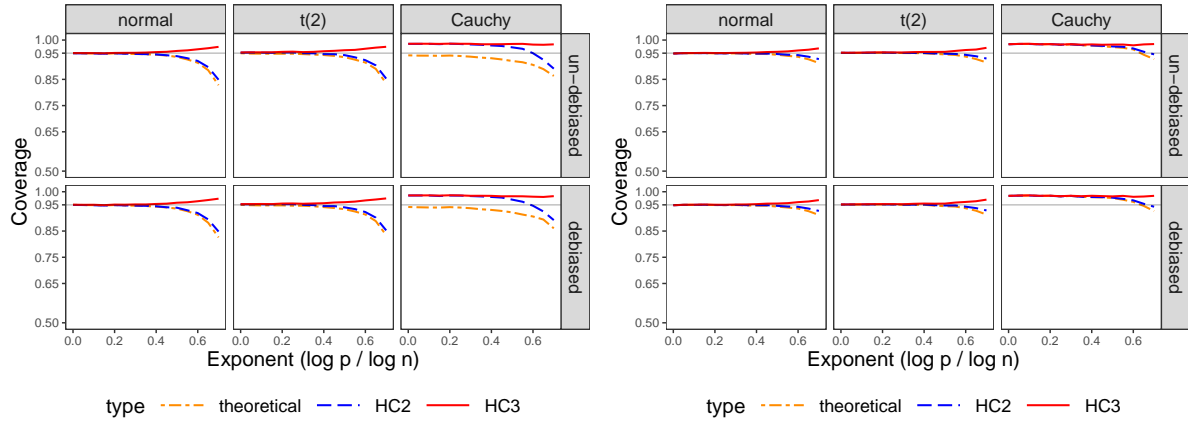 normal t(2) Cauchy
1.00
0.95
0.85
0.75
0.65
0.50
un-debiased
1.00
0.95
0.85
0.75
0.65
0.50
debiased
Coverage
0.0 0.2 0.4 0.6 0.0 0.2 0.4 0.6 0.0 0.2 0.4 0.6
Exponent (log p / log n)
type theoretical HC2 HC3
normal t(2) Cauchy
1.00
0.95
0.85
0.75
0.65
0.50
un-debiased
1.00
0.95
0.85
0.75
0.65
0.50
debiased
Coverage
0.0 0.2 0.4 0.6 0.0 0.2 0.4 0.6 0.0 0.2 0.4 0.6
Exponent (log p / log n)
type theoretical HC2 HC3